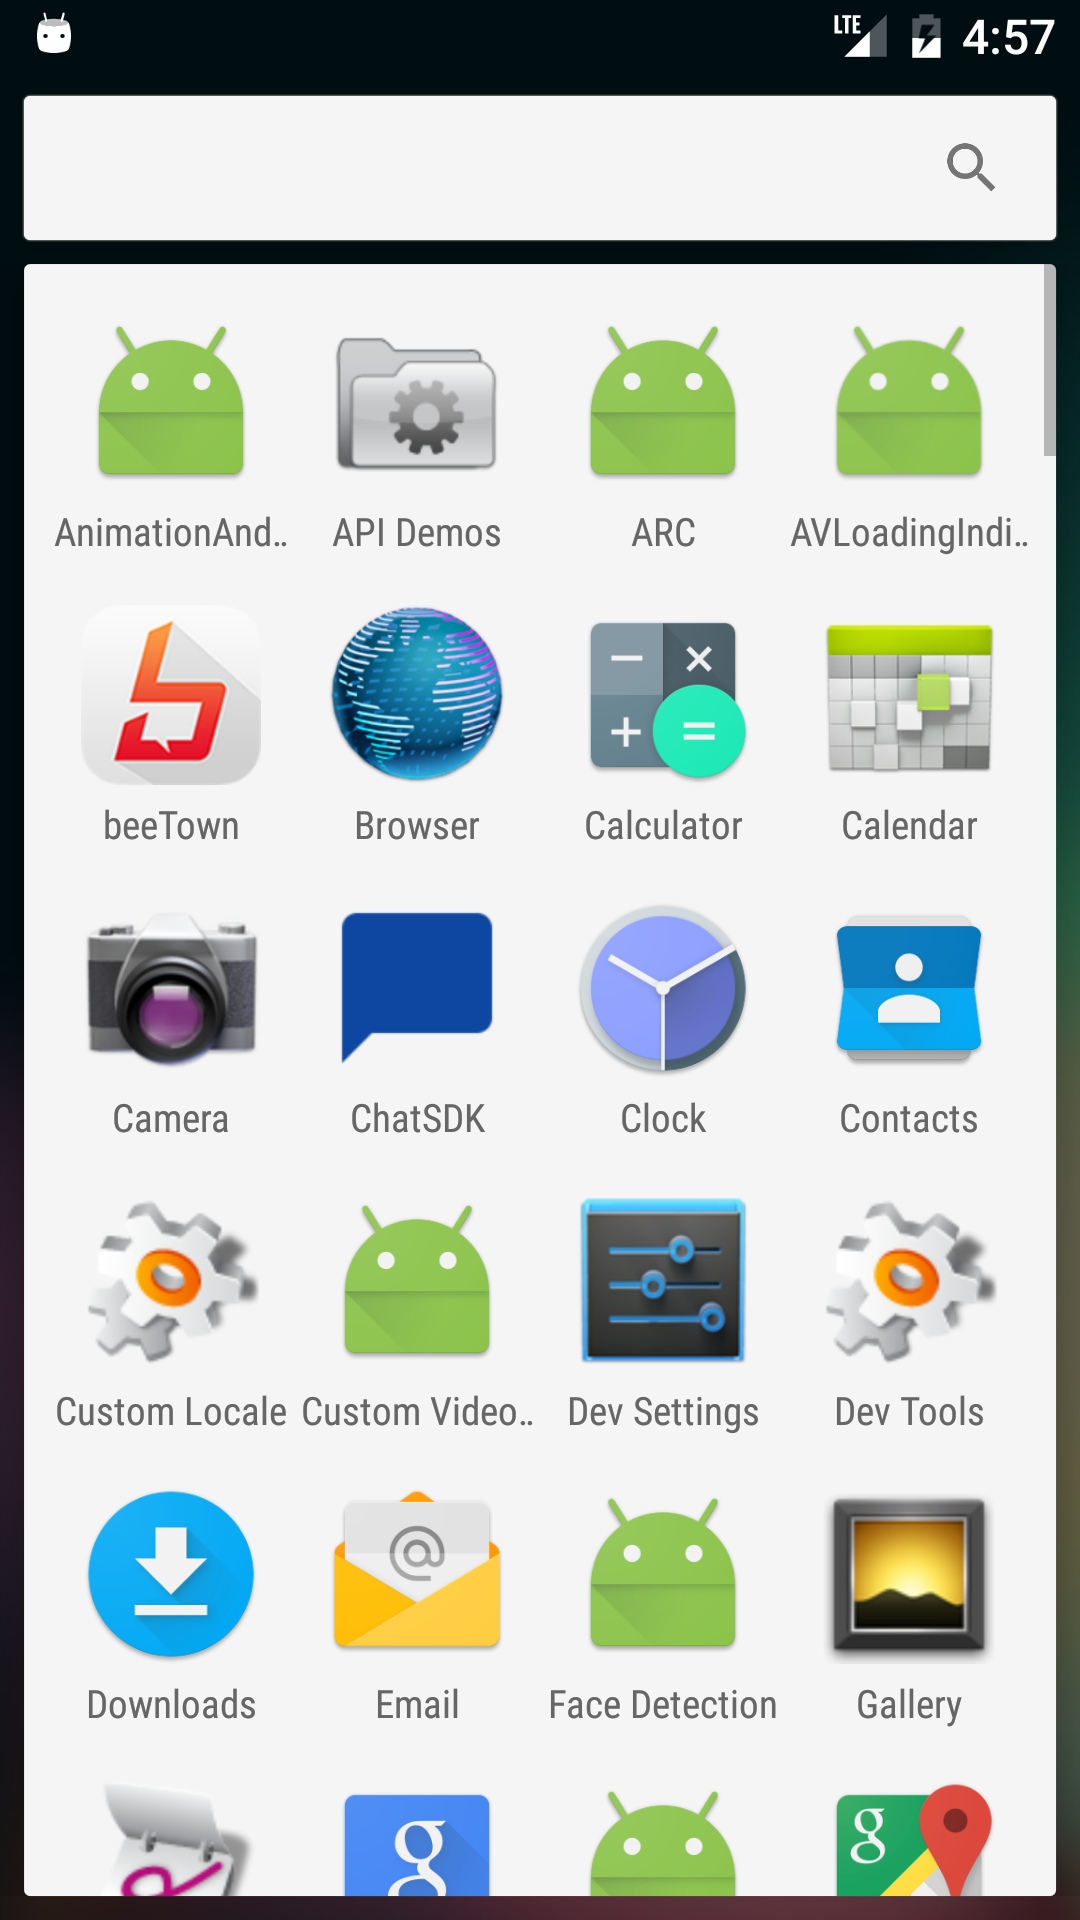 LTE 4:57
AnimationAnd.. API Demos ARC AVLoadingIndi..
beeTown Browser Calculator Calendar
Camera ChatSDK Clock Contacts
Custom Locale Custom Video.. Dev Settings Dev Tools
@
Downloads Email Face Detection Gallery
g g